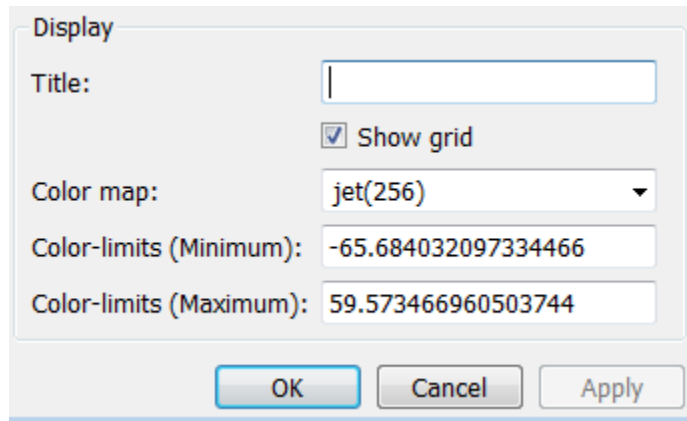 Display
Title:
Show grid
Color map: jet(256)
Color-limits (Minimum): -65.684032097334466
Color-limits (Maximum): 59.573466960503744
OK Cancel Apply